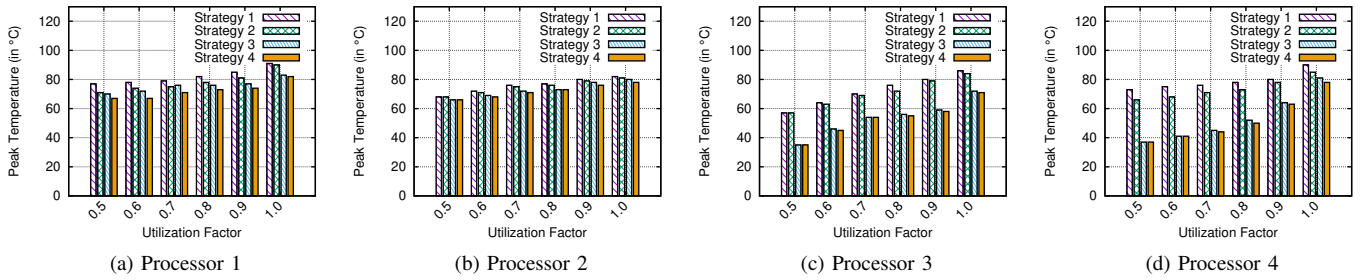 Peak Temperature (in °C)
120
100
80
60
40
20
0
Strategy 1
Strategy 2
Strategy 3
Strategy 4
0.5
0.6
0.7
0.8
0.9
1.0
Utilization Factor
(a) Processor 1
Peak Temperature (in °C)
120
100
80
60
40
20
0
Strategy 1
Strategy 2
Strategy 3
Strategy 4
0.5
0.6
0.7
0.8
0.9
1.0
Utilization Factor
(b) Processor 2
Peak Temperature (in °C)
120
100
80
60
40
20
0
Strategy 1
Strategy 2
Strategy 3
Strategy 4
0.5
0.6
0.7
0.8
0.9
1.0
Utilization Factor
(c) Processor 3
Peak Temperature (in °C)
120
100
80
60
40
20
0
Strategy 1
Strategy 2
Strategy 3
Strategy 4
0.5
0.6
0.7
0.8
0.9
1.0
Utilization Factor
(d) Processor 4